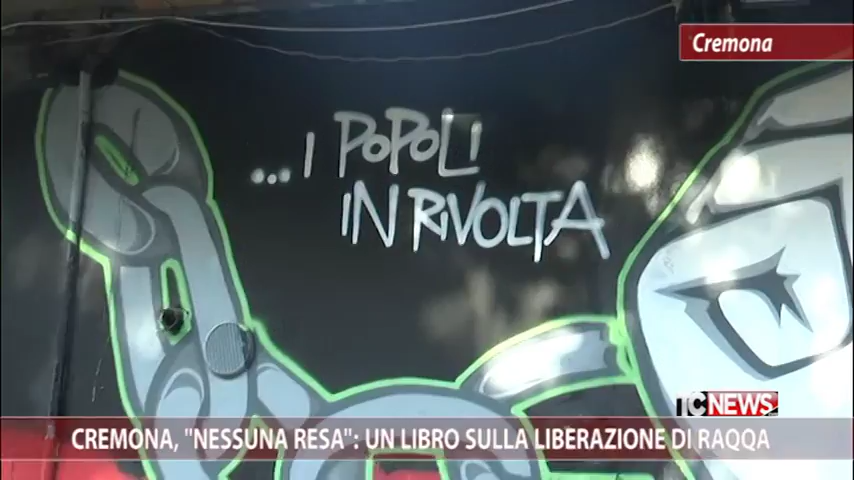 Cremona
...I POPOLI
IN RIVOLTA
TCNEWS
CREMONA, "NESSUNA RESA": UN LIBRO SULLA LIBERAZIONE DI RAQQA